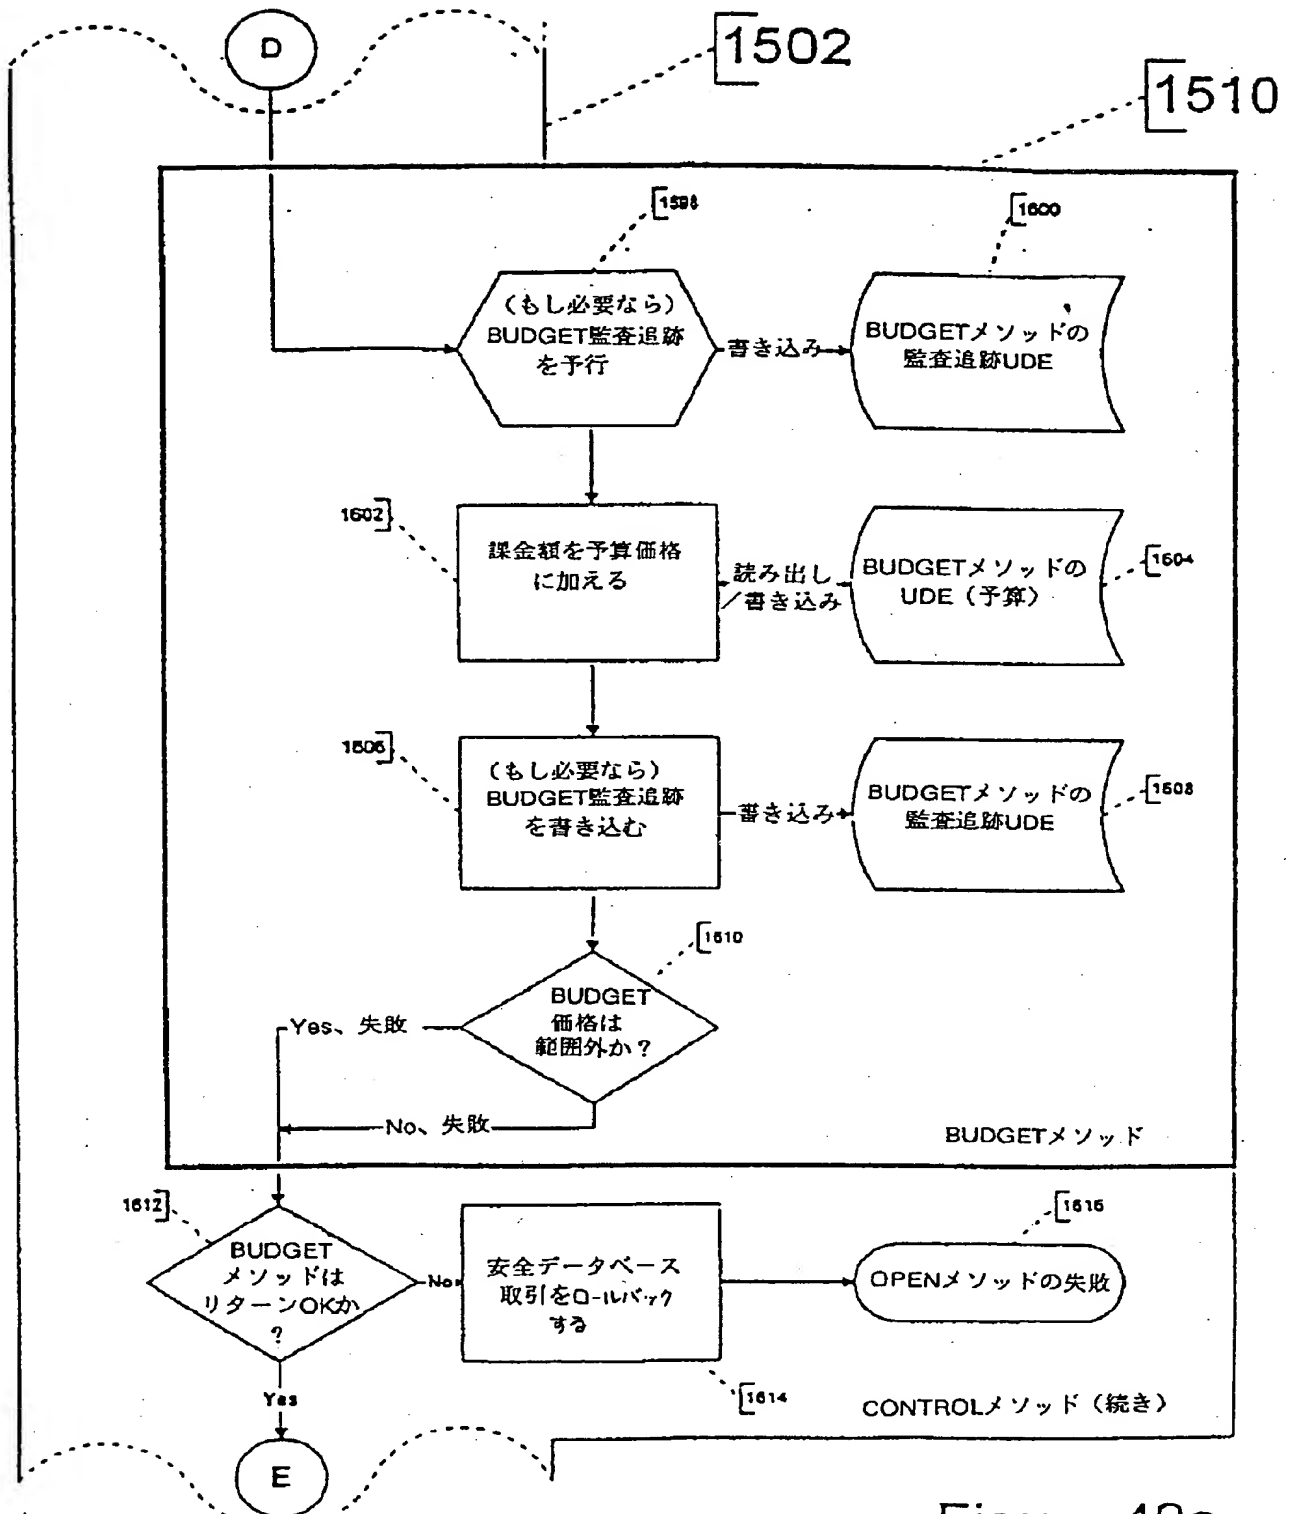 D
1502
1510
1598
1600
(もし必要なら)
BUDGET監査追跡
を予行
書き込み
BUDGETメソッドの
監査追跡UDE
1602
課金額を予算価格
に加える
読み出し
/書き込み
BUDGETメソッドの
UDE(予算)
1604
1606
(もし必要なら)
BUDGET監査追跡
を書き込む
書き込み
BUDGETメソッドの
監査追跡UDE
1608
1610
BUDGET
価格は
範囲外か?
Yes、失敗
No、失敗
BUDGETメソッド
1612
BUDGET
メソッドは
リターンOKか
?
No
安全データベース
取引をロールバック
する
1616
OPENメソッドの失敗
Yes
1614
CONTROLメソッド(続き)
E